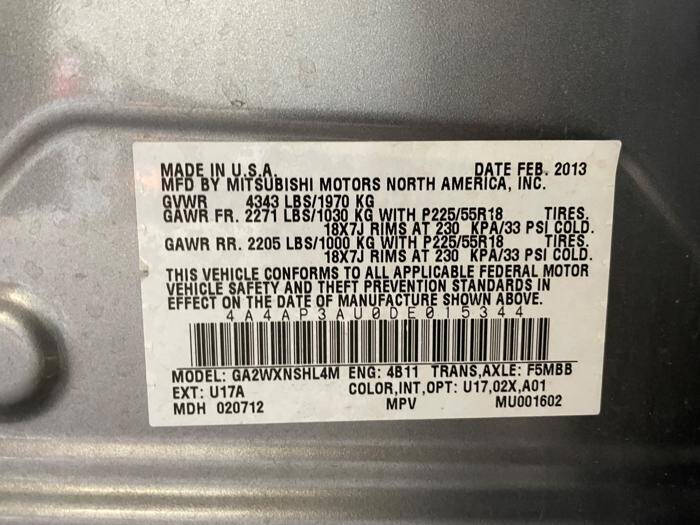 MADE IN U.S.A. DATE FEB. 2013
MFD BY MITSUBISHI MOTORS NORTH AMERICA, INC.
GVWR 4343 LBS/1970 KG
GAWR FR. 2271 LBS/1030 KG WITH P225/55R18 TIRES,
18X7J RIMS AT 230 KPA/33 PSI COLD.
GAWR RR. 2205 LBS/1000 KG WITH P225/55R18 TIRES,
18X7J RIMS AT 230 KPA/33 PSI COLD.
THIS VEHICLE CONFORMS TO ALL APPLICABLE FEDERAL MOTOR
VEHICLE SAFETY AND THEFT PREVENTION STANDARDS IN
EFFECT ON THE DATE OF MANUFACTURE SHOWN ABOVE.
4A4AP3AU0DE015344
MODEL: GA2WXNSHL4M ENG: 4B11 TRANS,AXLE: F5MBB
EXT: U17A COLOR,INT,OPT: U17,02X,A01
MDH 020712 MPV MU001602